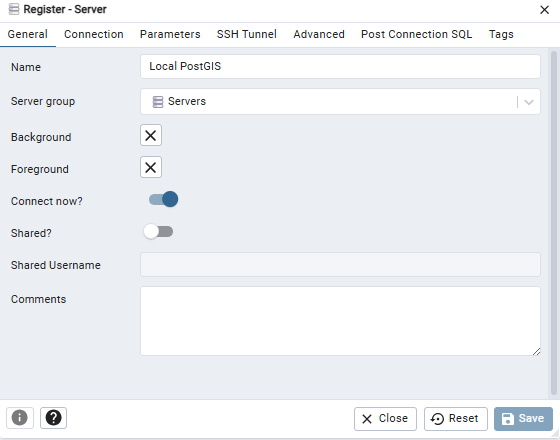 Register - Server
General Connection Parameters SSH Tunnel Advanced Post Connection SQL Tags
Name Local PostGIS
Server group Servers
Background
Foreground
Connect now?
Shared?
Shared Username
Comments
Close Reset Save